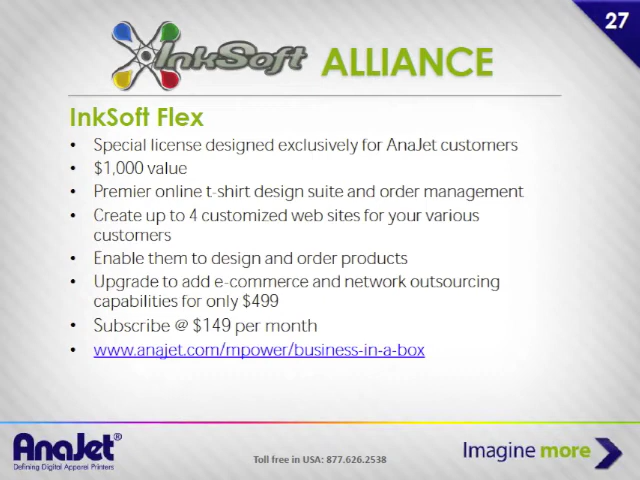 27
InkSoft ALLIANCE
InkSoft Flex
• Special license designed exclusively for AnaJet customers
• $1,000 value
• Premier online t-shirt design suite and order management
• Create up to 4 customized web sites for your various
customers
• Enable them to design and order products
• Upgrade to add e-commerce and network outsourcing
capabilities for only $499
• Subscribe @ $149 per month
• www.anajet.com/mpower/business-in-a-box
AnaJet®
Defining Digital Apparel Printers
Toll free in USA: 877.626.2538
Imagine more